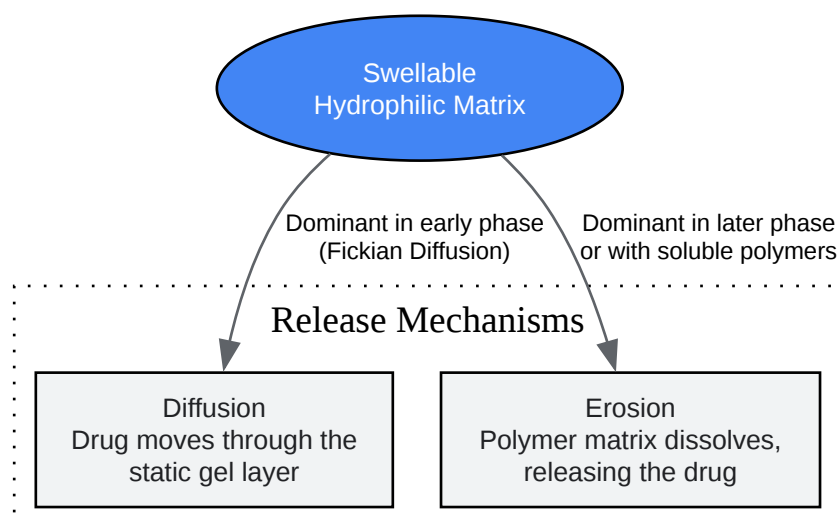 Swellable
Hydrophilic Matrix
Dominant in early phase
(Fickian Diffusion)
Dominant in later phase
or with soluble polymers
Release Mechanisms
Diffusion
Drug moves through the
static gel layer
Erosion
Polymer matrix dissolves,
releasing the drug